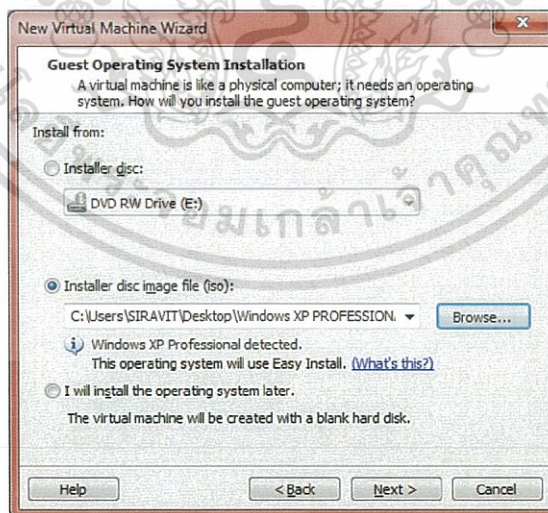 New Virtual Machine Wizard
Guest Operating System Installation
A virtual machine is like a physical computer; it needs an operating
system. How will you install the guest operating system?
Install from:
Installer disc:
DVD RW Drive (E:)
Installer disc image file (iso):
C:\Users\SIRAVIT\Desktop\Windows XP PROFESSION.
Browse...
Windows XP Professional detected.
This operating system will use Easy Install. (What's this?)
I will install the operating system later.
The virtual machine will be created with a blank hard disk.
Help
< Back
Next >
Cancel